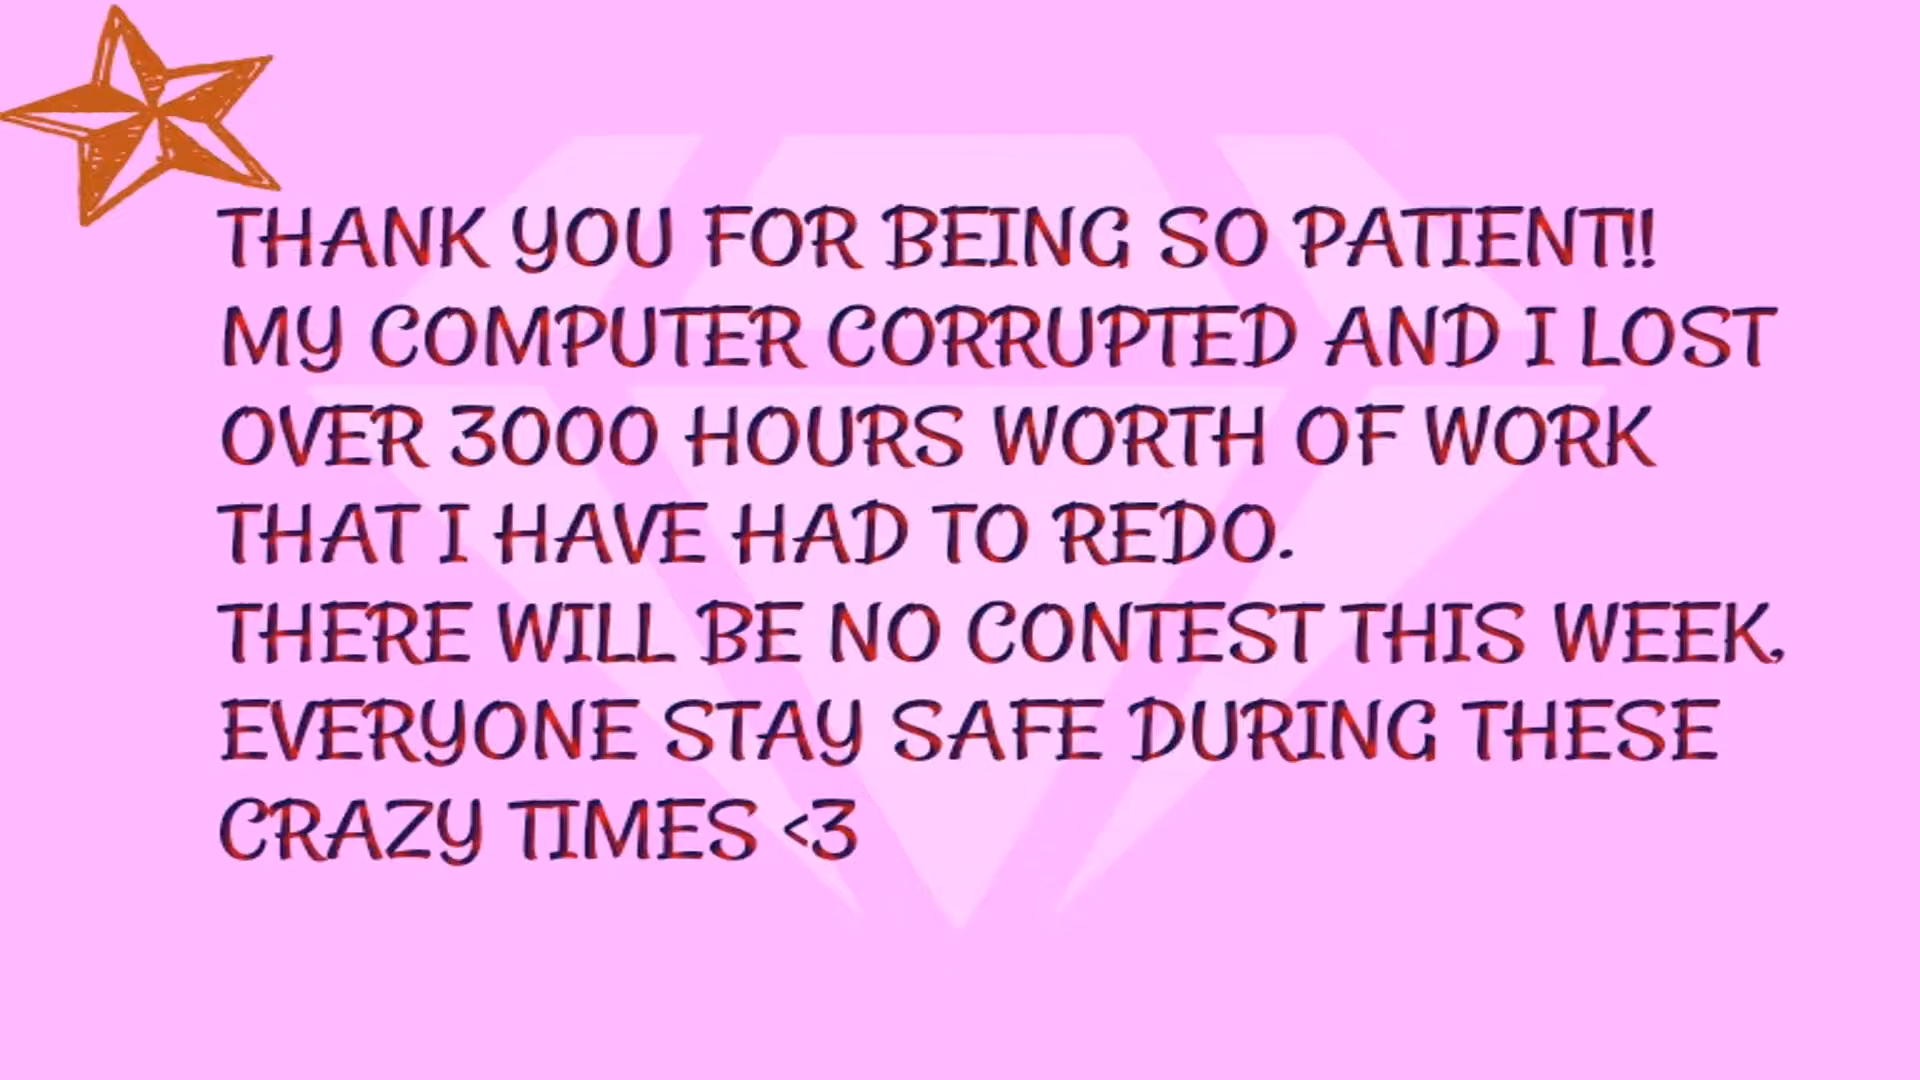 THANK YOU FOR BEING SO PATIENT!!
MY COMPUTER CORRUPTED AND I LOST
OVER 3000 HOURS WORTH OF WORK
THAT I HAVE HAD TO REDO.
THERE WILL BE NO CONTEST THIS WEEK,
EVERYONE STAY SAFE DURING THESE
CRAZY TIMES <3